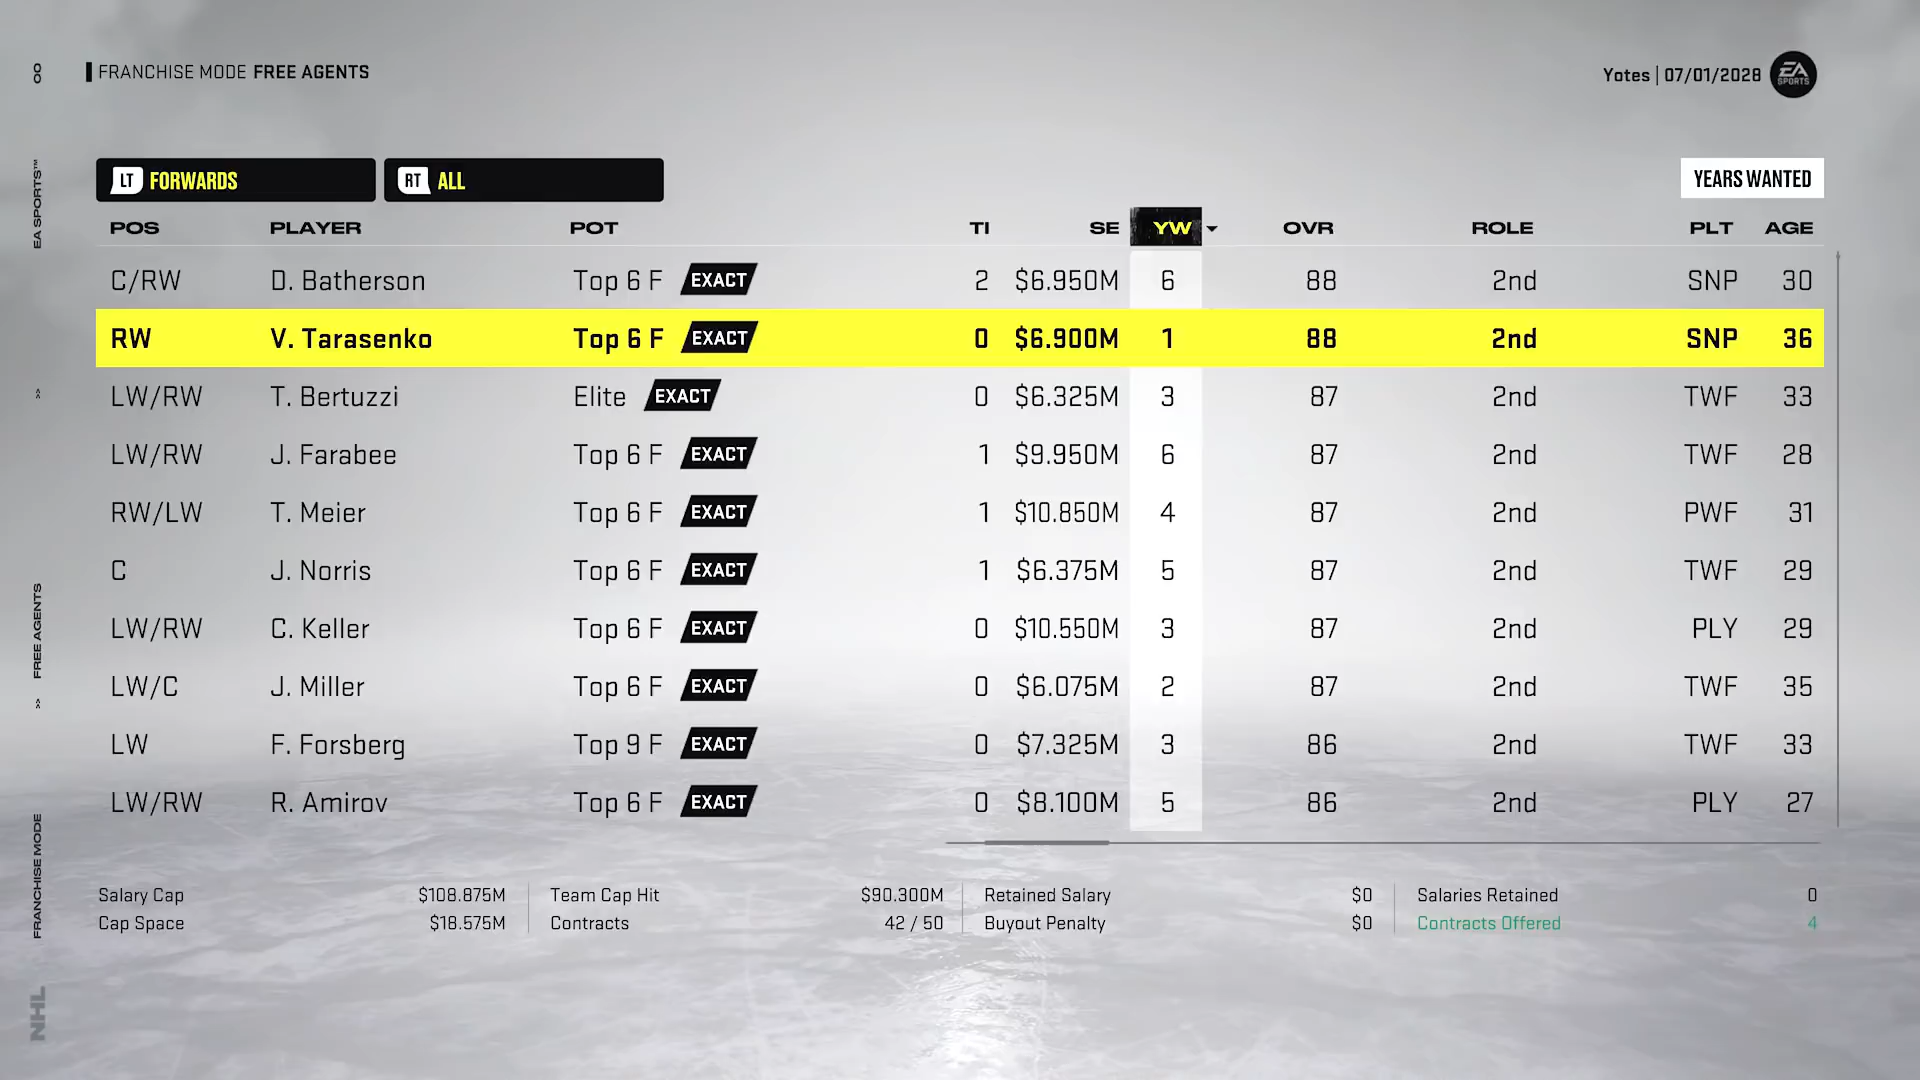 FRANCHISE MODE FREE AGENTS
Yotes | 07/01/2028
EA SPORTS
EA SPORTS™
FREE AGENTS
FRANCHISE MODE
NHL
LT FORWARDS
RT ALL
YEARS WANTED
POS PLAYER POT TI SE YW OVR ROLE PLT AGE
C/RW D. Batherson Top 6 F EXACT 2 $6.950M 6 88 2nd SNP 30
RW V. Tarasenko Top 6 F EXACT 0 $6.900M 1 88 2nd SNP 36
LW/RW T. Bertuzzi Elite EXACT 0 $6.325M 3 87 2nd TWF 33
LW/RW J. Farabee Top 6 F EXACT 1 $9.950M 6 87 2nd TWF 28
RW/LW T. Meier Top 6 F EXACT 1 $10.850M 4 87 2nd PWF 31
C J. Norris Top 6 F EXACT 1 $6.375M 5 87 2nd TWF 29
LW/RW C. Keller Top 6 F EXACT 0 $10.550M 3 87 2nd PLY 29
LW/C J. Miller Top 6 F EXACT 0 $6.075M 2 87 2nd TWF 35
LW F. Forsberg Top 9 F EXACT 0 $7.325M 3 86 2nd TWF 33
LW/RW R. Amirov Top 6 F EXACT 0 $8.100M 5 86 2nd PLY 27
Salary Cap $108.875M Team Cap Hit $90.300M Retained Salary $0 Salaries Retained 0
Cap Space $18.575M Contracts 42 / 50 Buyout Penalty $0 Contracts Offered 4